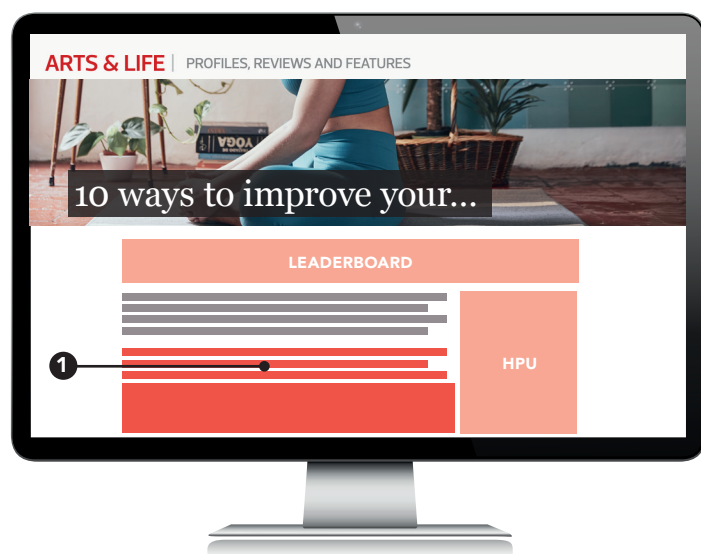 ARTS & LIFE | PROFILES, REVIEWS AND FEATURES
YOGA
10 ways to improve your...
LEADERBOARD
HPU
1